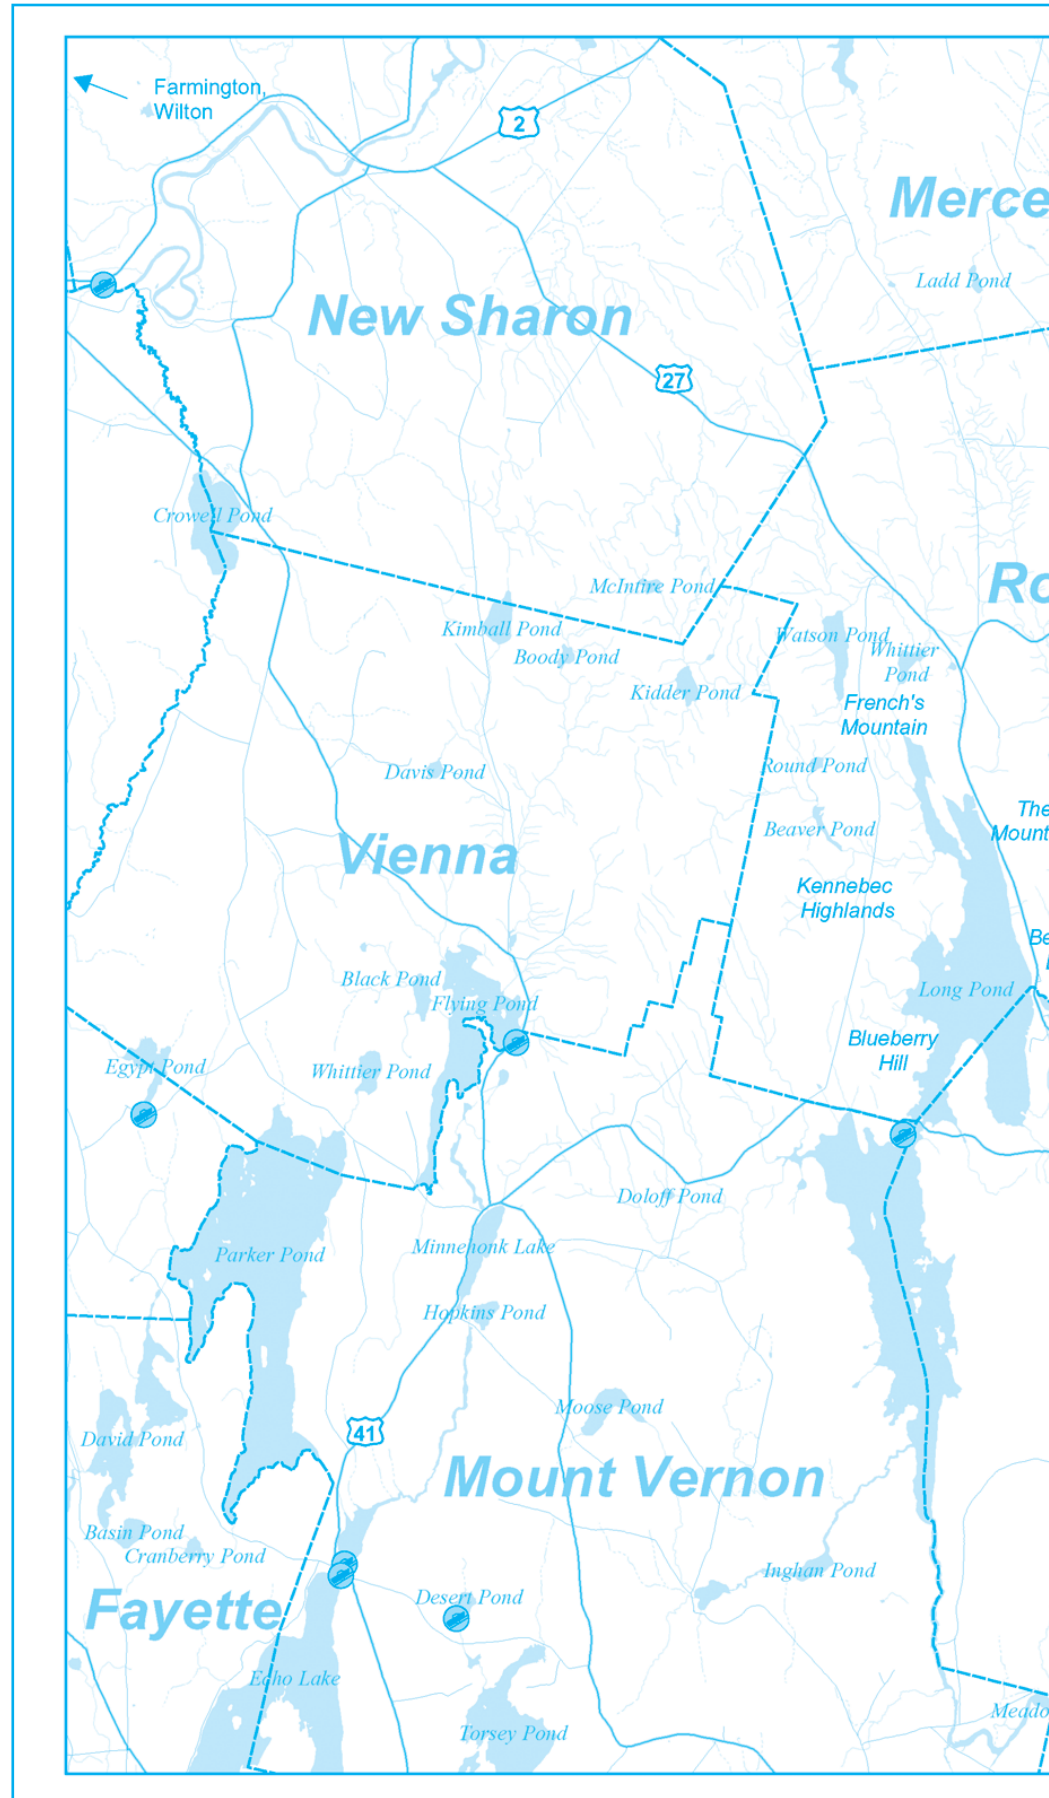 Farmington,
Wilton
2
Merce
Ladd Pond
New Sharon
27
Crowell Pond
McIntire Pond
Ro
Kimball Pond
Watson Pond
Boody Pond
Whittier
Pond
Kidder Pond
French's
Mountain
Davis Pond
Round Pond
The
Mount
Beaver Pond
Vienna
Kennebec
Highlands
Be
Black Pond
Flying Pond
Long Pond
Blueberry
Hill
Egypt Pond
Whittier Pond
Doloff Pond
Minnehonk Lake
Parker Pond
Hopkins Pond
Moose Pond
41
David Pond
Mount Vernon
Basin Pond
Cranberry Pond
Inghan Pond
Desert Pond
Fayette
Echo Lake
Meado
Torsey Pond